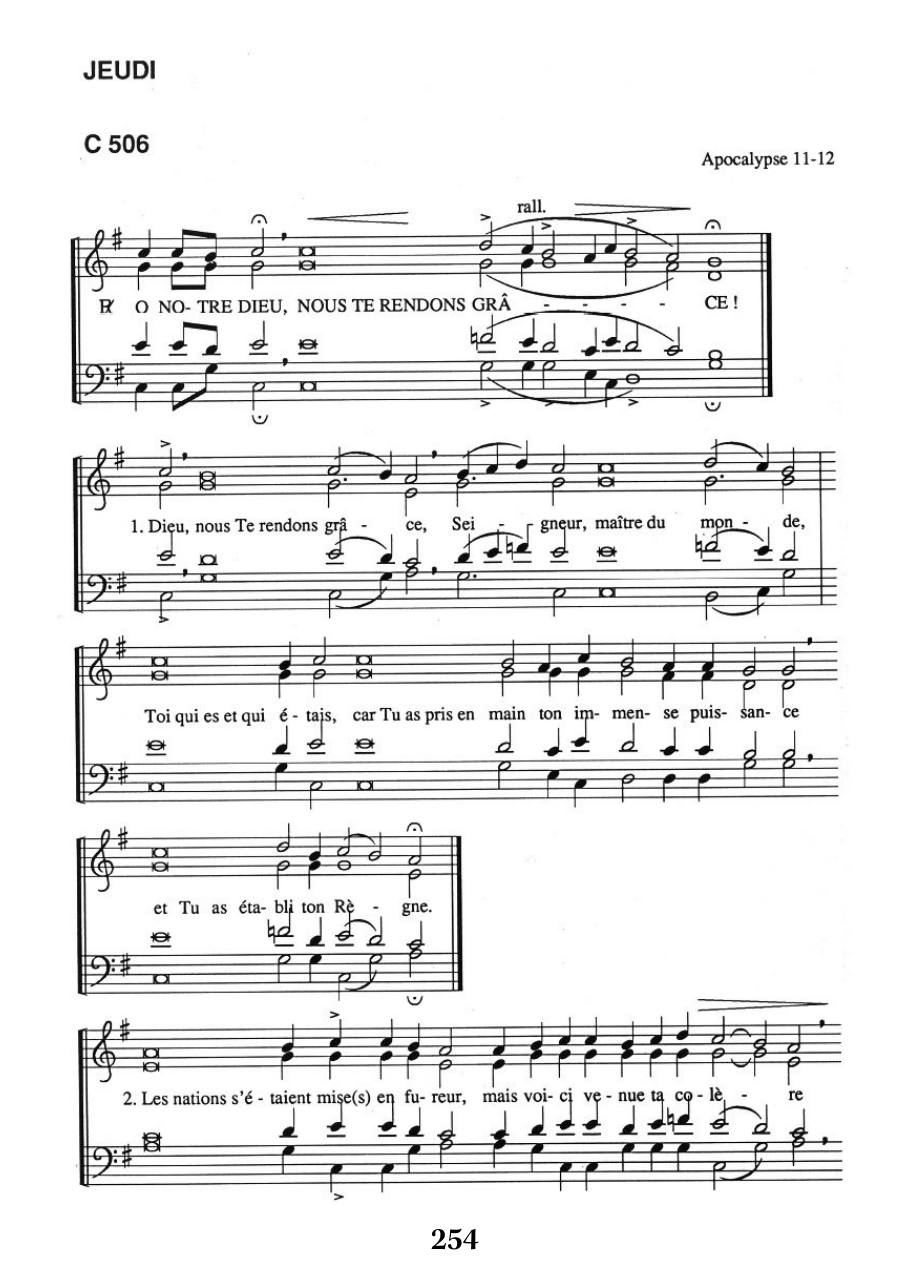 JEUDI
C 506
Apocalypse 11-12
rall.
℟ O NO- TRE DIEU, NOUS TE RENDONS GRÂ - - - - - CE !
1. Dieu, nous Te rendons grâ - ce, Sei - - gneur, maître du mon - de,
Toi qui es et qui é - tais, car Tu as pris en main ton im- men- se puis- san- ce
et Tu as éta- bli ton Rè - gne.
2. Les nations s'é - taient mise(s) en fu- reur, mais voi- ci ve - nue ta co - lè - re
254